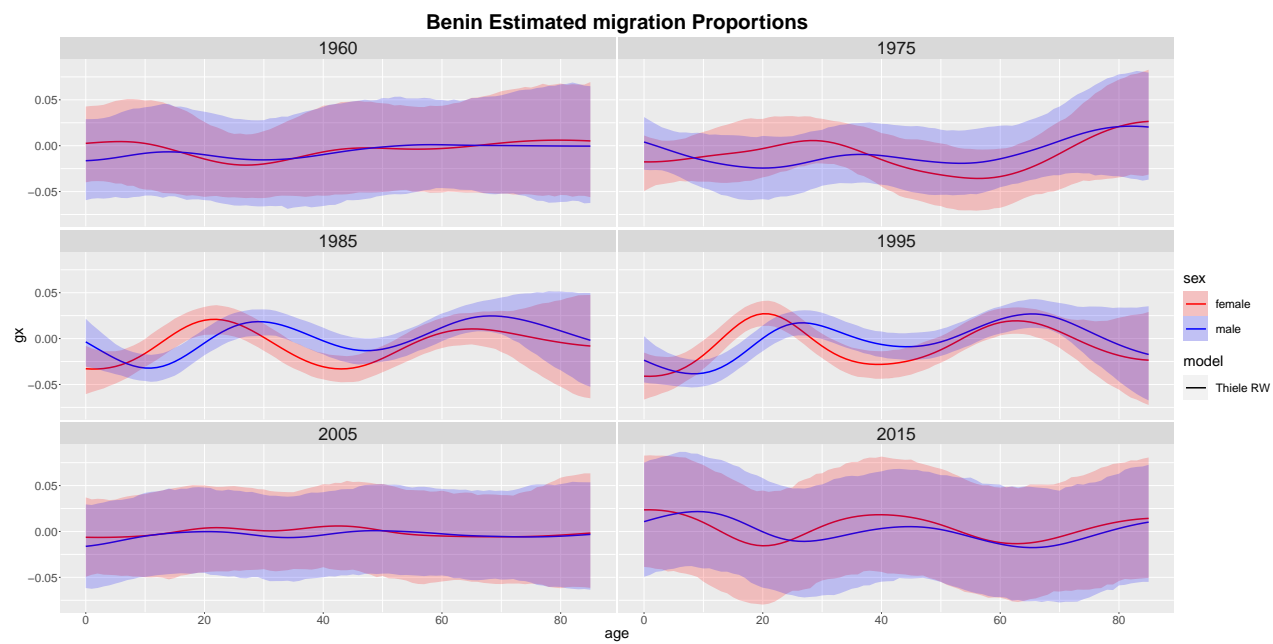 Benin Estimated migration Proportions
1960
1975
0.05
0.00
−0.05
1985
1995
0.05
0.00
−0.05
2005
2015
0.05
0.00
−0.05
gx
0 20 40 60 80 0 20 40 60 80
age
sex
female
male
model
Thiele RW